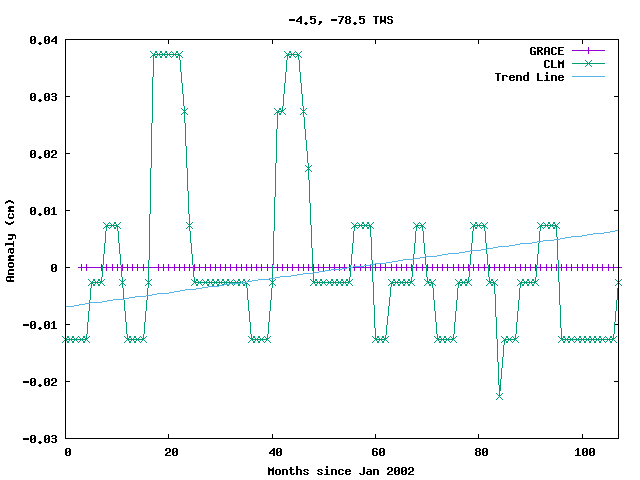 -4.5, -78.5 TWS
GRACE
CLM
Trend Line
Anomaly (cm)
0.04
0.03
0.02
0.01
0
-0.01
-0.02
-0.03
0 20 40 60 80 100
Months since Jan 2002